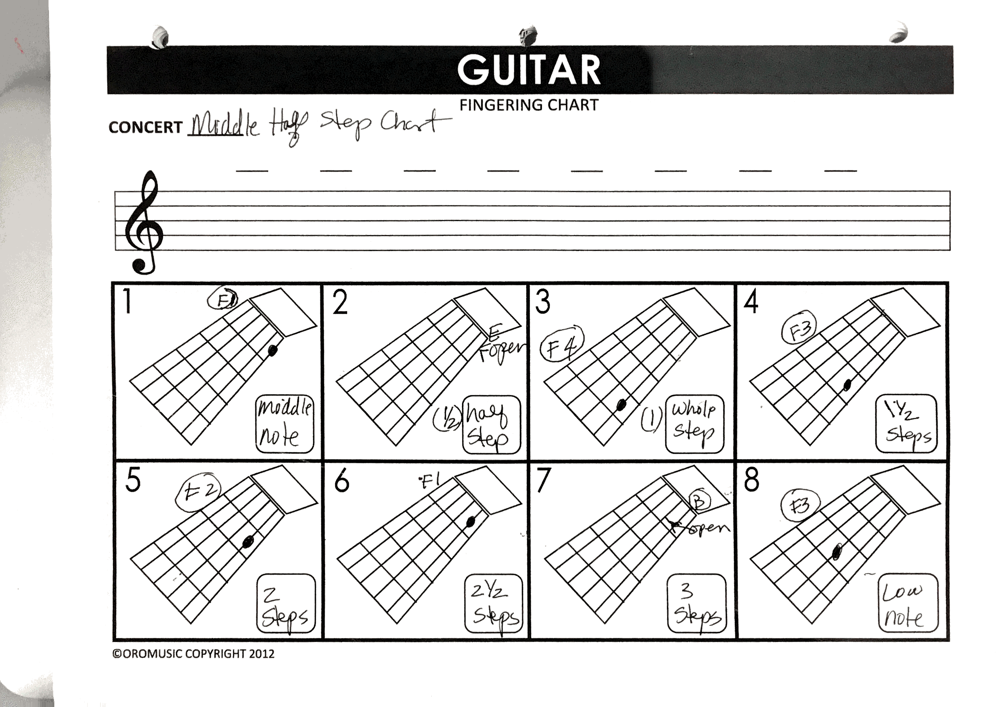 GUITAR
FINGERING CHART
CONCERT Middle Half Step Chart
1
F1
middle
note
2
E
open
(½) half
step
3
F4
(1) whole
step
4
F3
1½
steps
5
F2
2
steps
6
F1
2½
steps
7
B
open
3
steps
8
F3
Low
note
©OROMUSIC COPYRIGHT 2012